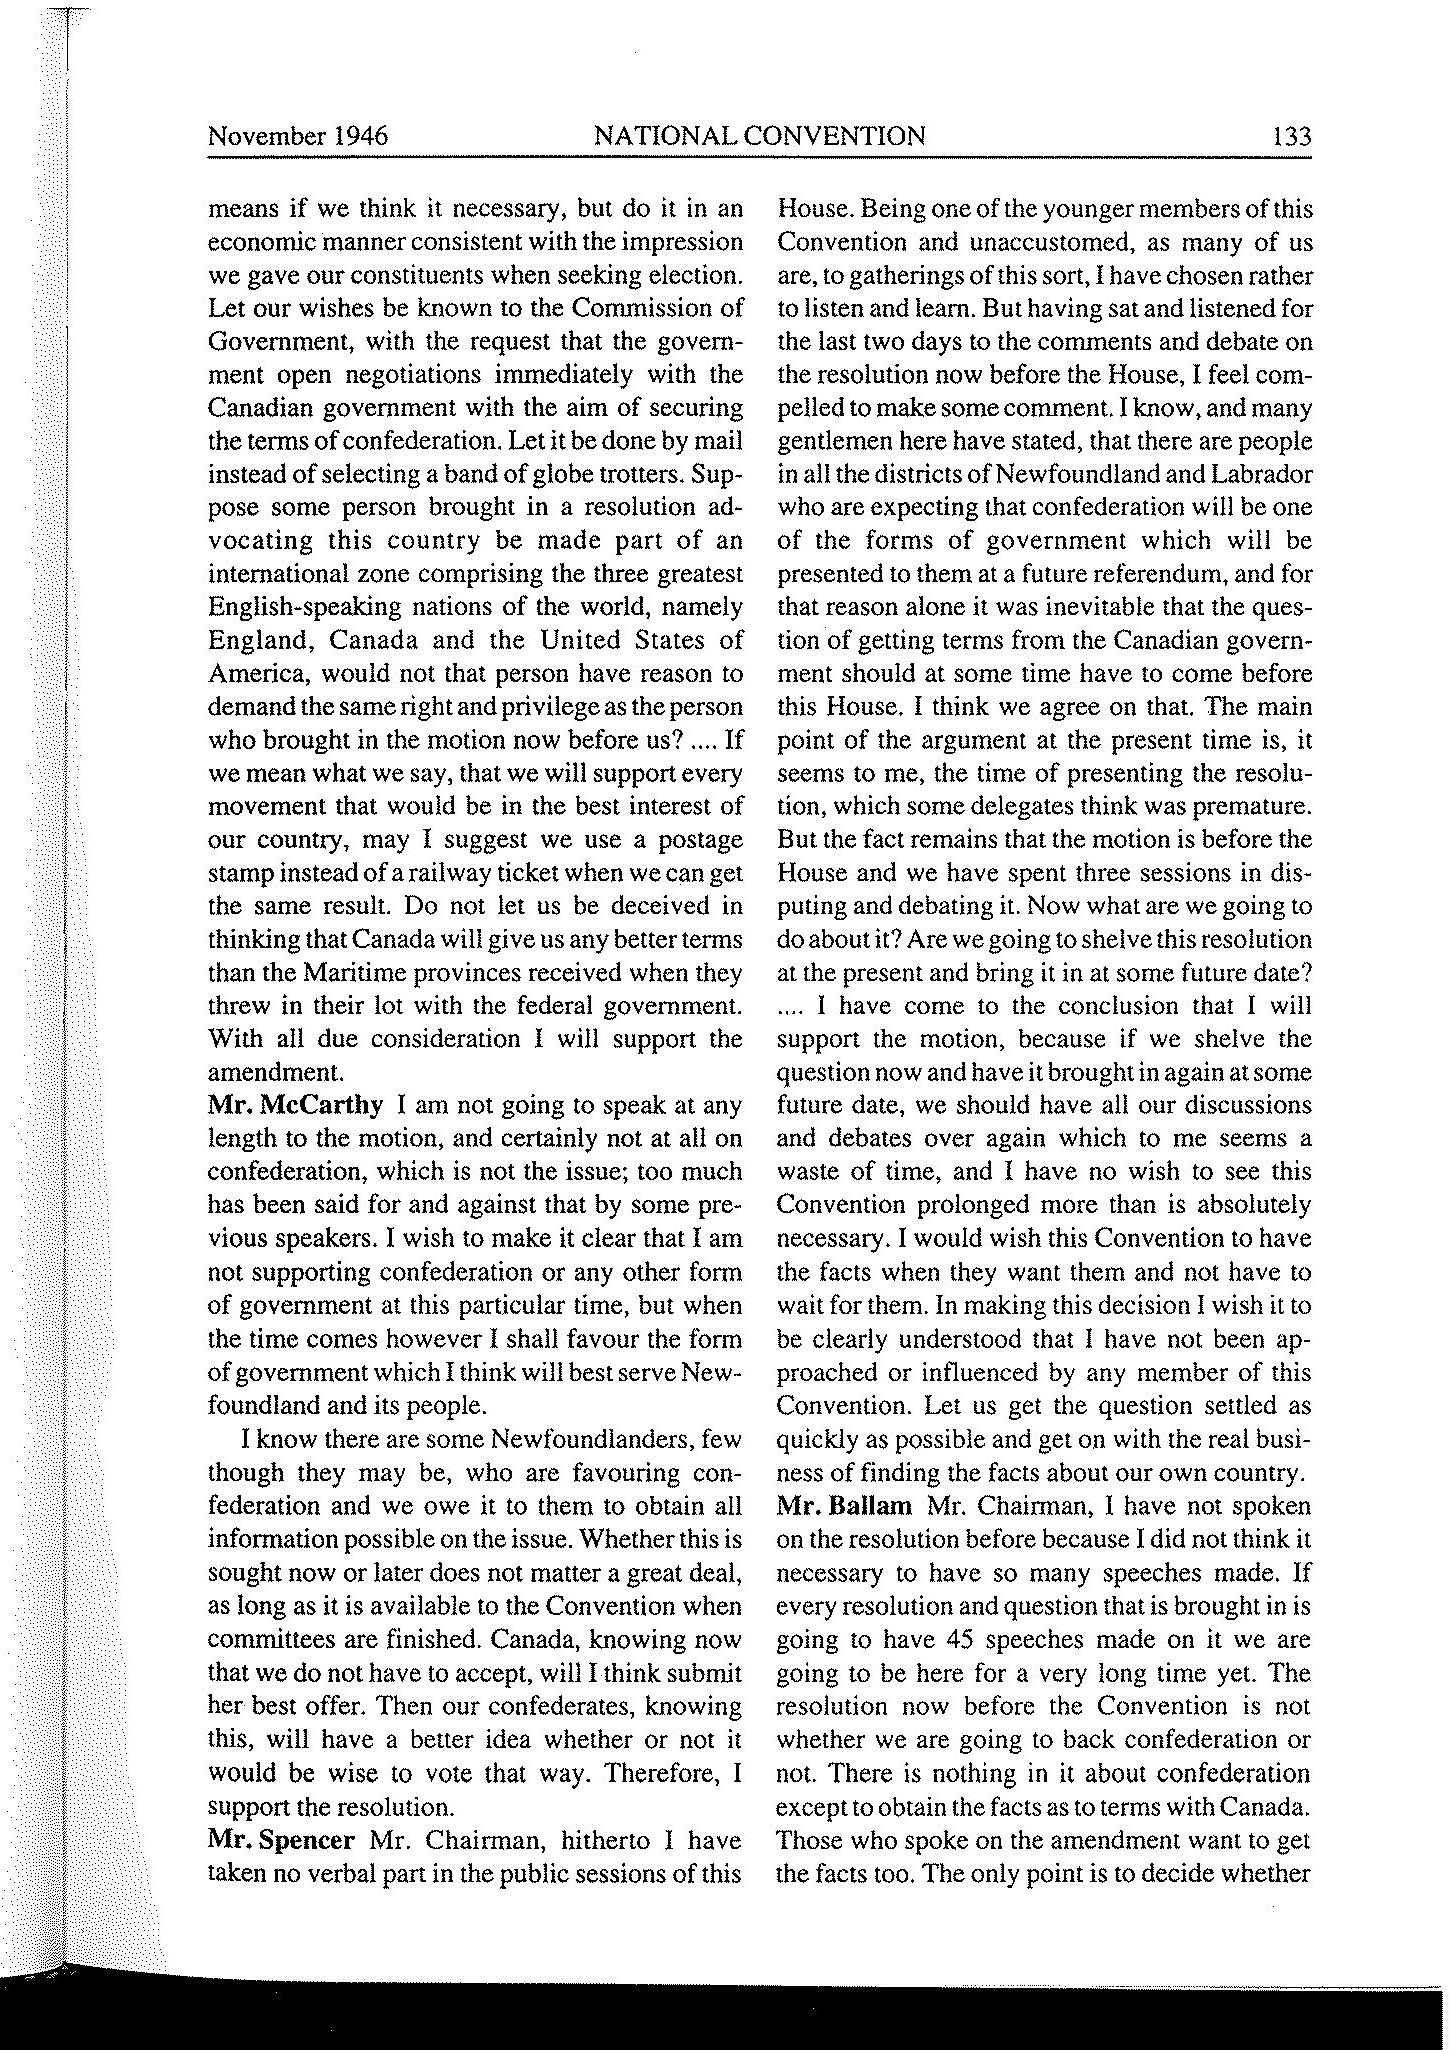 November 1946 NATIONAL CONVENTION 133
means if we think it necessary, but do it in an
economic manner consistent with the impression
we gave our constituents when seeking election.
Let our wishes be known to the Commission of
Government, with the request that the govern-
ment open negotiations immediately with the
Canadian government with the aim of securing
the terms of confederation. Let it be done by mail
instead of selecting a band of globe trotters. Sup-
pose some person brought in a resolution ad-
vocating this country be made part of an
international zone comprising the three greatest
English-speaking nations of the world, namely
England, Canada and the United States of
America, would not that person have reason to
demand the same right and privilege as the person
who brought in the motion now before us? .... If
we mean what we say, that we will support every
movement that would be in the best interest of
our country, may I suggest we use a postage
stamp instead of a railway ticket when we can get
the same result. Do not let us be deceived in
thinking that Canada will give us any better terms
than the Maritime provinces received when they
threw in their lot with the federal government.
With all due consideration I will support the
amendment.
Mr. McCarthy I am not going to speak at any
length to the motion, and certainly not at all on
confederation, which is not the issue; too much
has been said for and against that by some pre-
vious speakers. I wish to make it clear that I am
not supporting confederation or any other form
of government at this particular time, but when
the time comes however I shall favour the form
of government which I think will best serve New-
foundland and its people.
I know there are some Newfoundlanders, few
though they may be, who are favouring con-
federation and we owe it to them to obtain all
information possible on the issue. Whether this is
sought now or later does not matter a great deal,
as long as it is available to the Convention when
committees are finished. Canada, knowing now
that we do not have to accept, will I think submit
her best offer. Then our confederates, knowing
this, will have a better idea whether or not it
would be wise to vote that way. Therefore, I
support the resolution.
Mr. Spencer Mr. Chairman, hitherto I have
taken no verbal part in the public sessions of this
House. Being one of the younger members of this
Convention and unaccustomed, as many of us
are, to gatherings of this sort, I have chosen rather
to listen and learn. But having sat and listened for
the last two days to the comments and debate on
the resolution now before the House, I feel com-
pelled to make some comment. I know, and many
gentlemen here have stated, that there are people
in all the districts of Newfoundland and Labrador
who are expecting that confederation will be one
of the forms of government which will be
presented to them at a future referendum, and for
that reason alone it was inevitable that the ques-
tion of getting terms from the Canadian govern-
ment should at some time have to come before
this House. I think we agree on that. The main
point of the argument at the present time is, it
seems to me, the time of presenting the resolu-
tion, which some delegates think was premature.
But the fact remains that the motion is before the
House and we have spent three sessions in dis-
puting and debating it. Now what are we going to
do about it? Are we going to shelve this resolution
at the present and bring it in at some future date?
.... I have come to the conclusion that I will
support the motion, because if we shelve the
question now and have it brought in again at some
future date, we should have all our discussions
and debates over again which to me seems a
waste of time, and I have no wish to see this
Convention prolonged more than is absolutely
necessary. I would wish this Convention to have
the facts when they want them and not have to
wait for them. In making this decision I wish it to
be clearly understood that I have not been ap-
proached or influenced by any member of this
Convention. Let us get the question settled as
quickly as possible and get on with the real busi-
ness of finding the facts about our own country.
Mr. Ballam Mr. Chairman, I have not spoken
on the resolution before because I did not think it
necessary to have so many speeches made. If
every resolution and question that is brought in is
going to have 45 speeches made on it we are
going to be here for a very long time yet. The
resolution now before the Convention is not
whether we are going to back confederation or
not. There is nothing in it about confederation
except to obtain the facts as to terms with Canada.
Those who spoke on the amendment want to get
the facts too. The only point is to decide whether